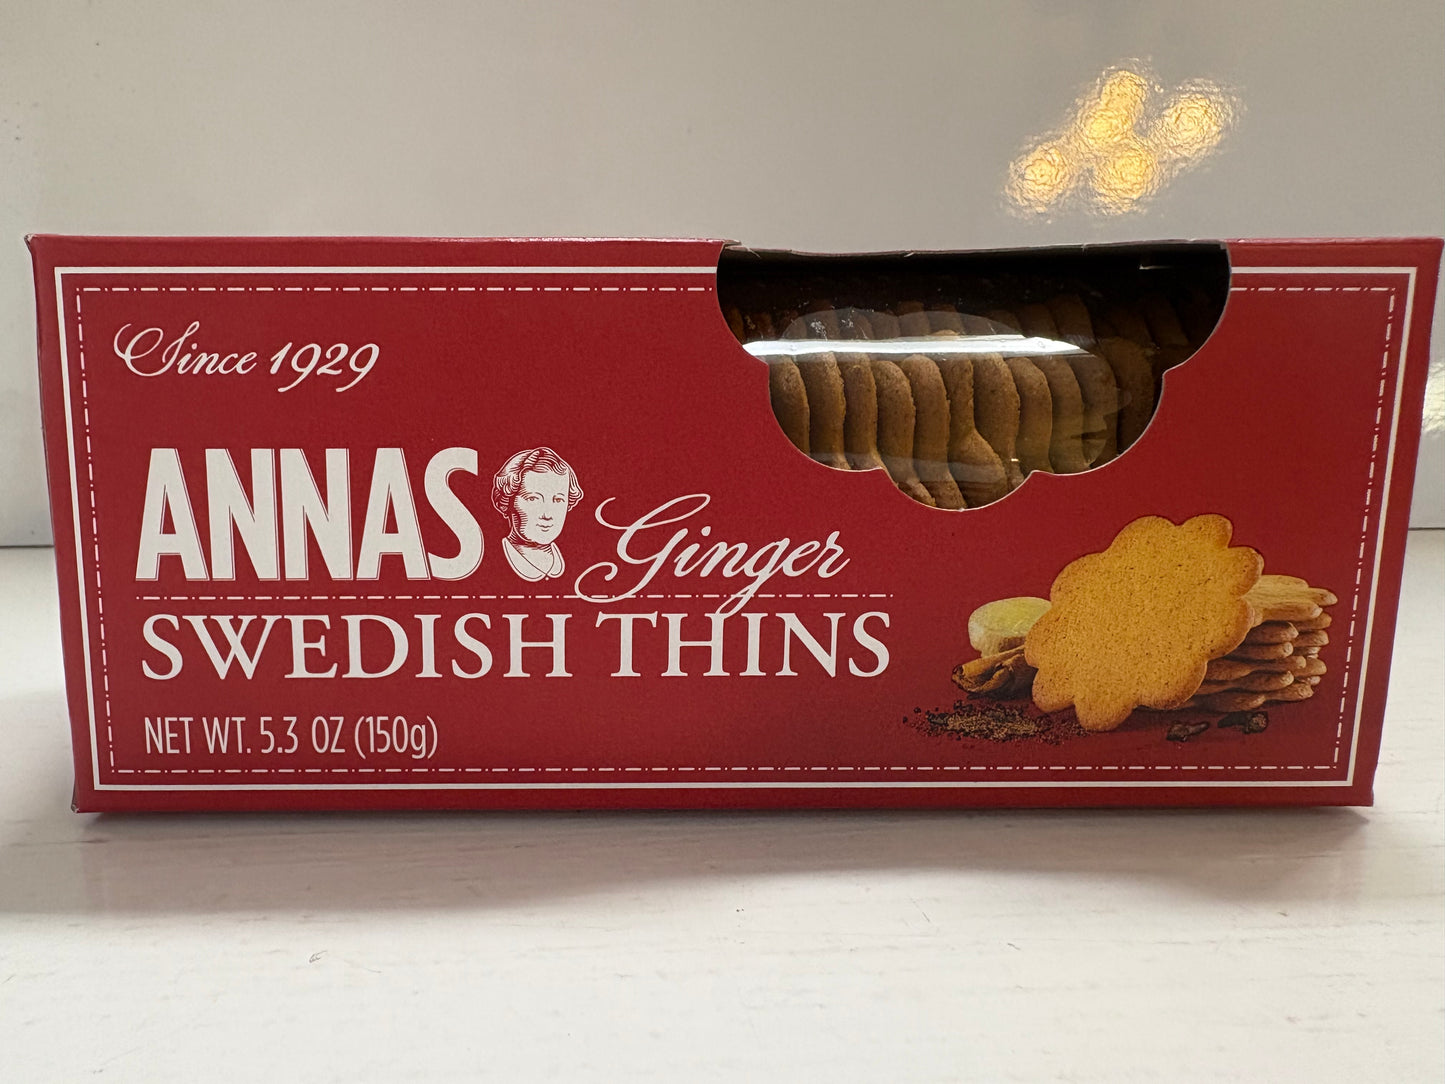 Since 1929
ANNAS Ginger
SWEDISH THINS
NET WT. 5.3 OZ (150g)